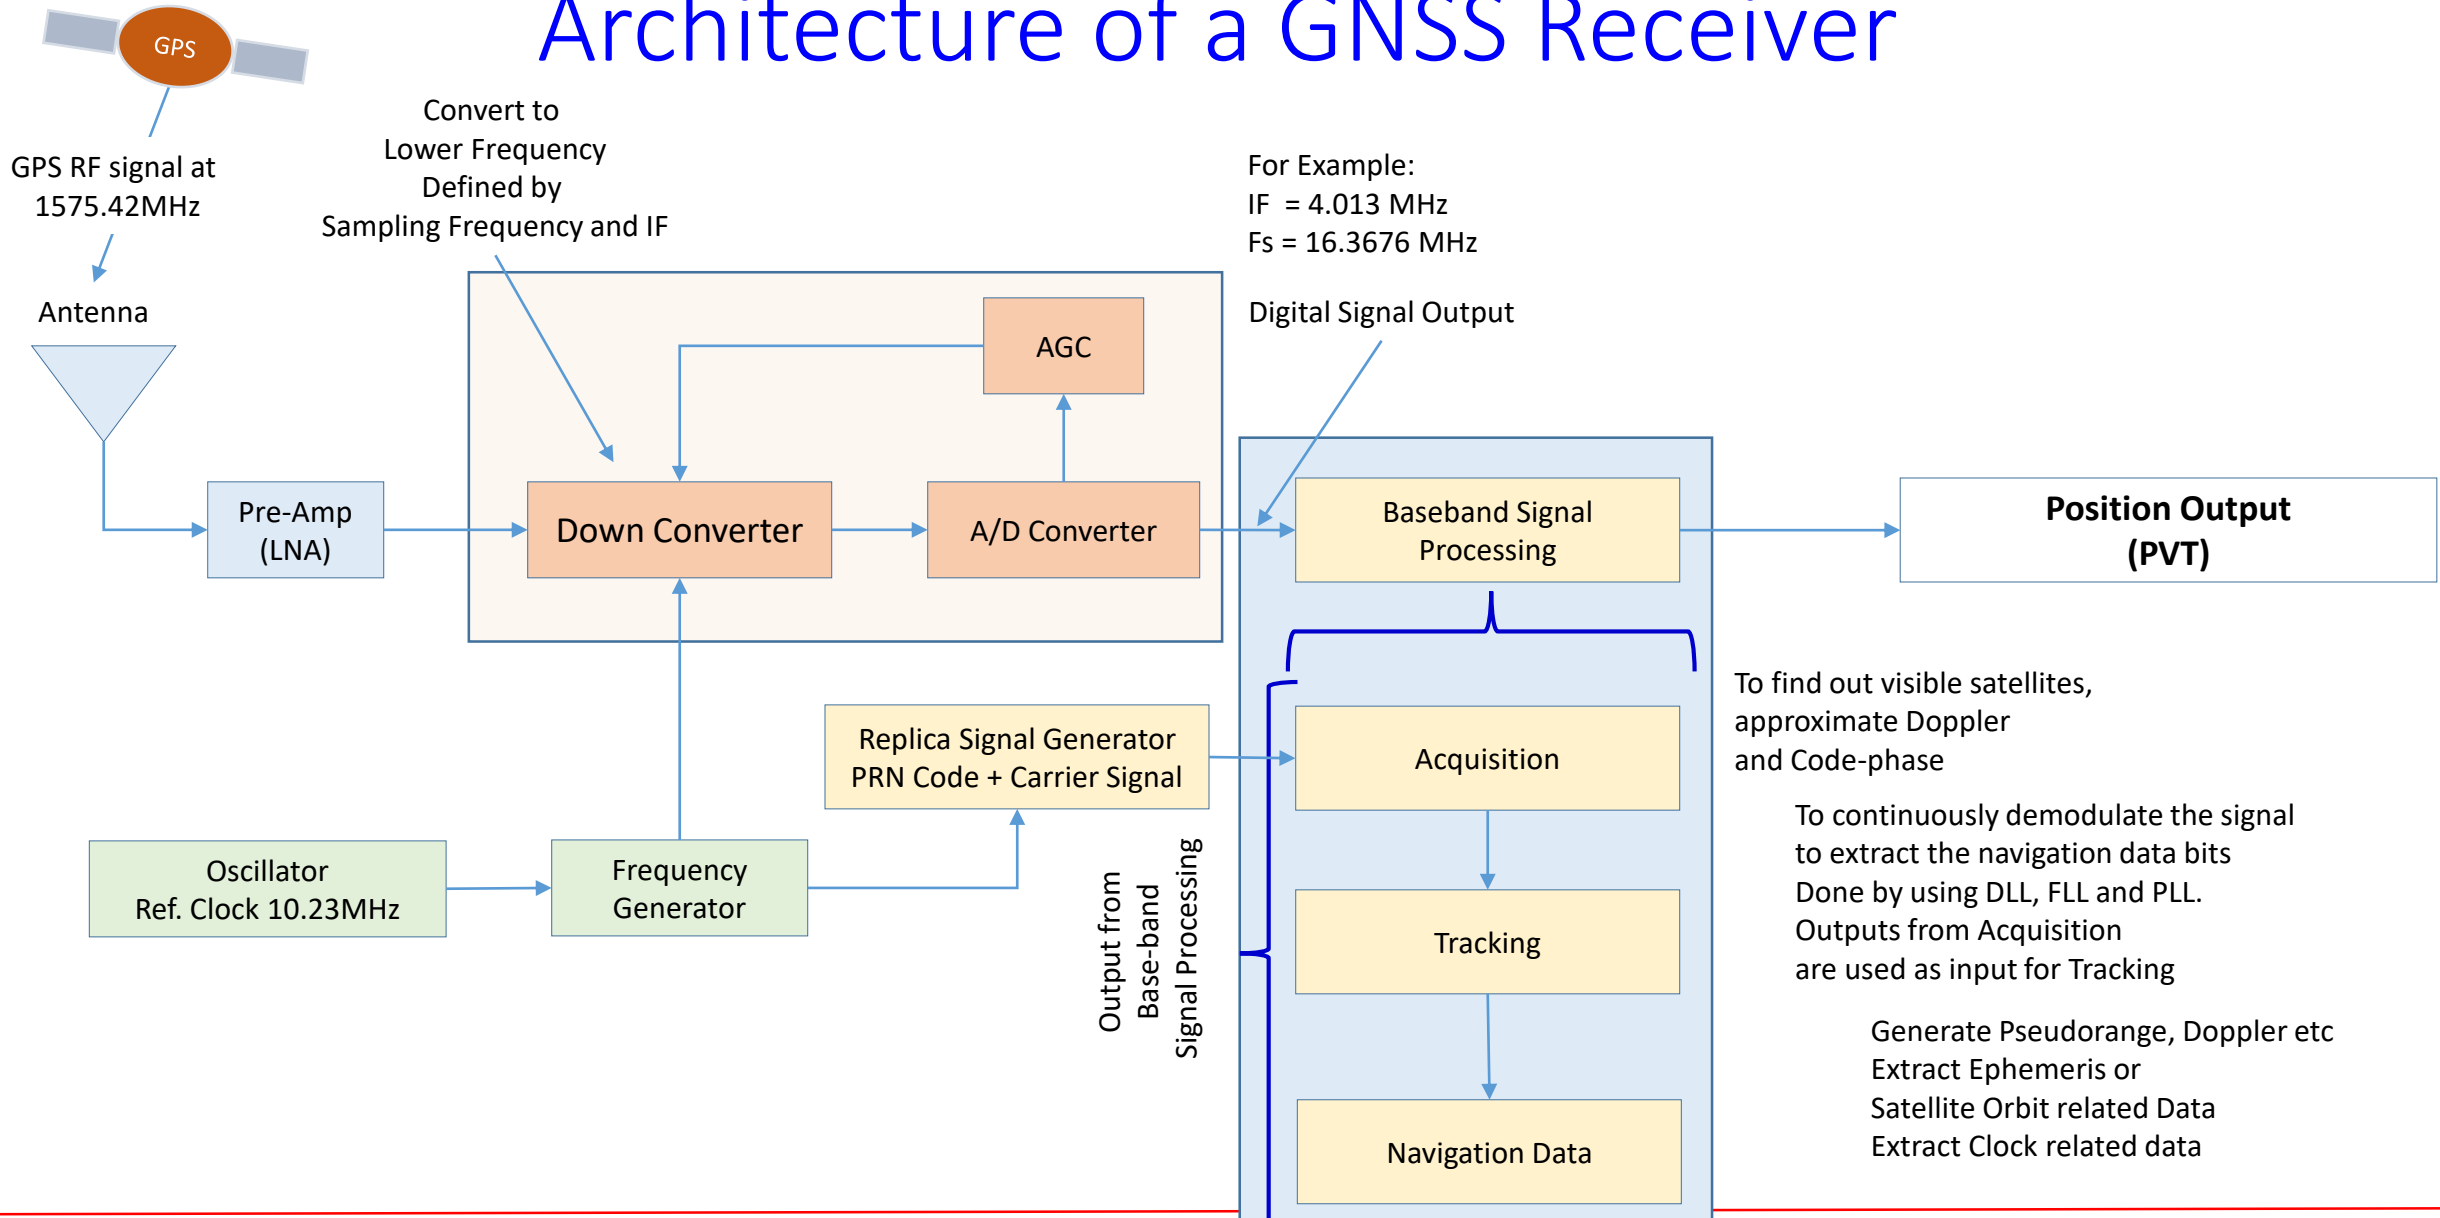 Architecture of a GNSS Receiver
GPS
GPS RF signal at
1575.42MHz
Antenna
Convert to
Lower Frequency
Defined by
Sampling Frequency and IF
For Example:
IF  = 4.013 MHz
Fs = 16.3676 MHz
Digital Signal Output
AGC
Pre-Amp
(LNA)
Down Converter
A/D Converter
Baseband Signal
Processing
Position Output
(PVT)
Replica Signal Generator
PRN Code + Carrier Signal
Acquisition
To find out visible satellites,
approximate Doppler
and Code-phase
Oscillator
Ref. Clock 10.23MHz
Frequency
Generator
Output from
Base-band
Signal Processing
Tracking
To continuously demodulate the signal
to extract the navigation data bits
Done by using DLL, FLL and PLL.
Outputs from Acquisition
are used as input for Tracking
Navigation Data
Generate Pseudorange, Doppler etc
Extract Ephemeris or
Satellite Orbit related Data
Extract Clock related data